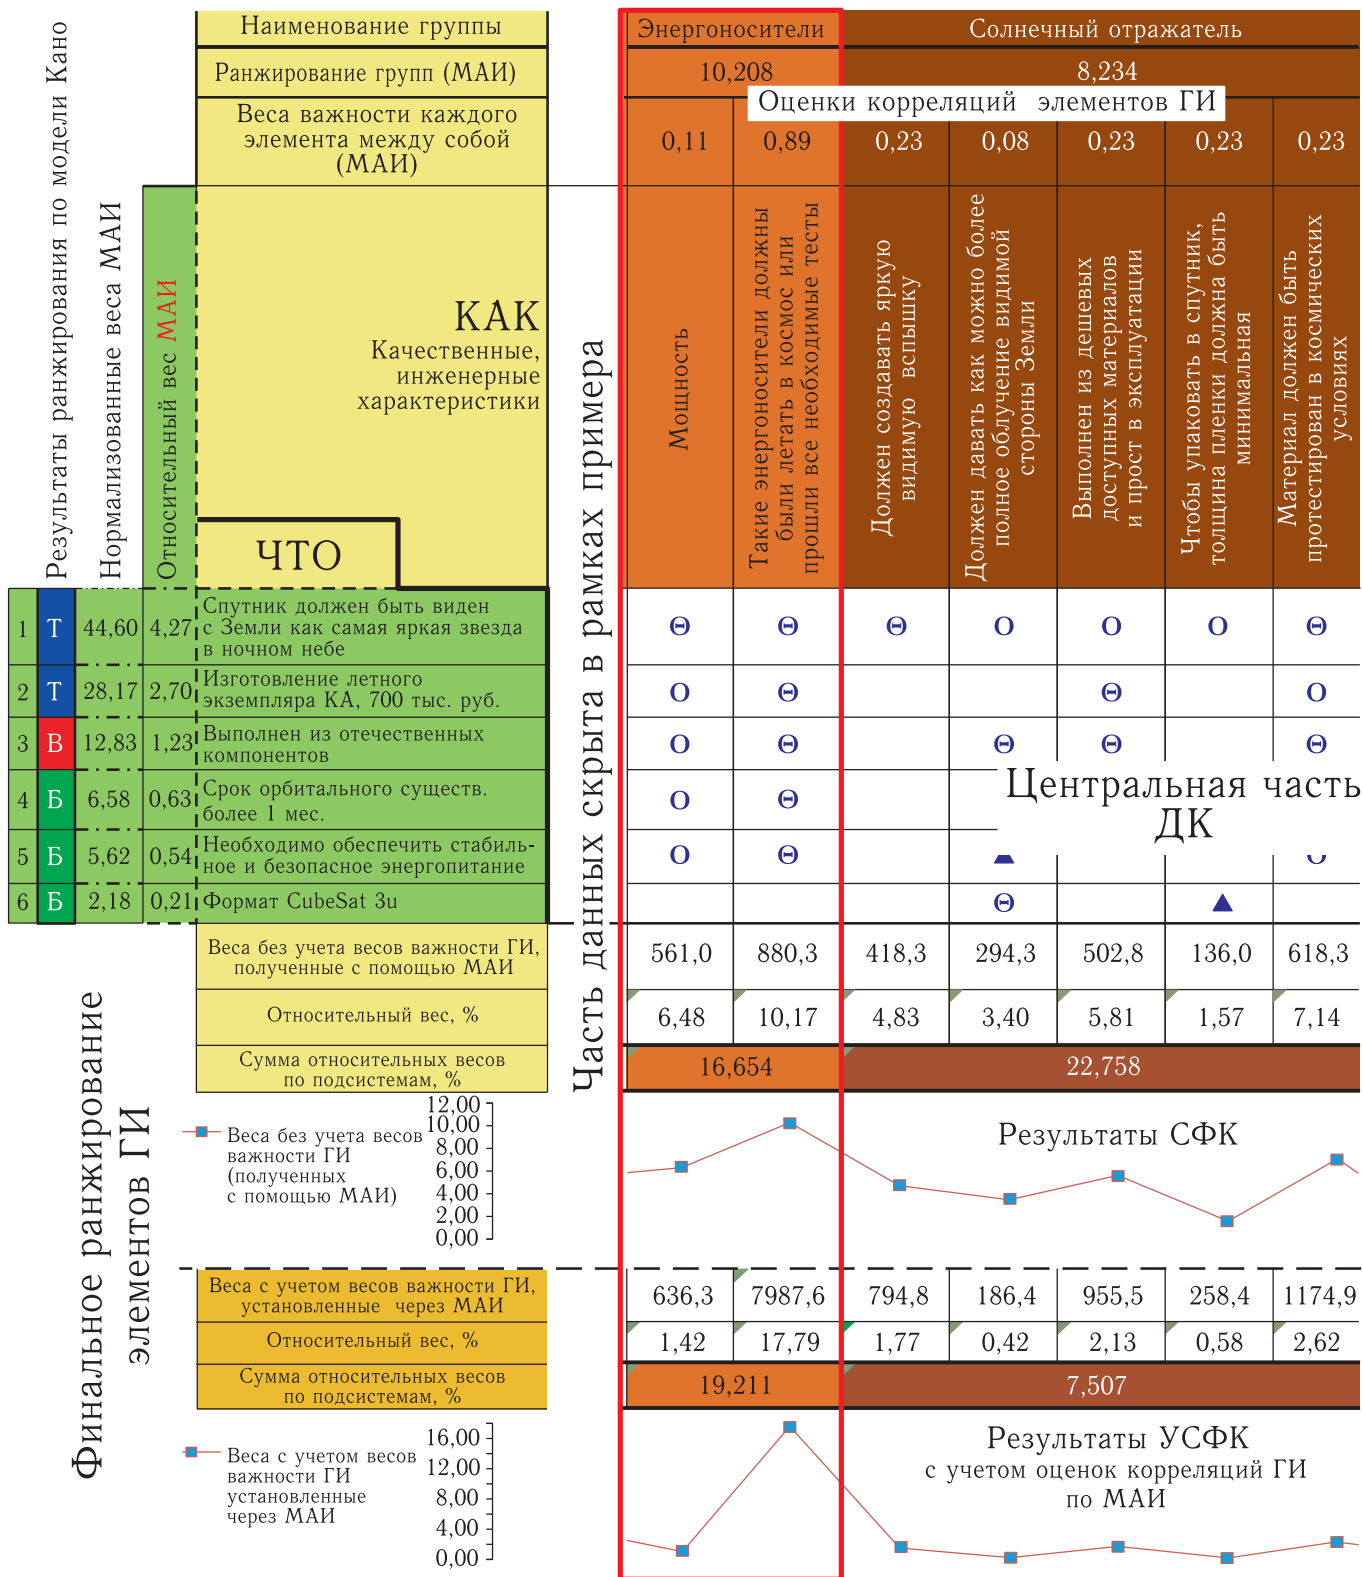 Наименование группы
Энергоносители
Солнечный отражатель
Ранжирование групп (МАИ)
10,208
8,234
Оценки корреляций элементов ГИ
Веса важности каждого
элемента между собой
(МАИ)
0,11 0,89 0,23 0,08 0,23 0,23 0,23
Результаты ранжирования по модели Кано
Нормализованные веса МАИ
Относительный вес МАИ
КАК
Качественные,
инженерные
характеристики
ЧТО
Часть данных скрыта в рамках примера
Мощность
Такие энергоносители должны
были летать в космос или
прошли все необходимые тесты
Должен создавать яркую
видимую вспышку
Должен давать как можно более
полное облучение видимой
стороны Земли
Выполнен из дешевых
доступных материалов
и прост в эксплуатации
Чтобы упаковать в спутник,
толщина пленки должна быть
минимальная
Материал должен быть
протестирован в космических
условиях
1 Т 44,60 4,27 Спутник должен быть виден
с Земли как самая яркая звезда
в ночном небе
Θ Θ Θ О О О Θ
2 Т 28,17 2,70 Изготовление летного
экземпляра КА, 700 тыс. руб.
О Θ Θ О
3 В 12,83 1,23 Выполнен из отечественных
компонентов
О Θ Θ Θ Θ
4 Б 6,58 0,63 Срок орбитального существ.
более 1 мес.
О Θ
Центральная часть
ДК
5 Б 5,62 0,54 Необходимо обеспечить стабиль-
ное и безопасное энергопитание
О Θ ▲ О
6 Б 2,18 0,21 Формат CubeSat 3u
Θ ▲
Финальное ранжирование
элементов ГИ
Веса без учета весов важности ГИ,
полученные с помощью МАИ
561,0 880,3 418,3 294,3 502,8 136,0 618,3
Относительный вес, %
6,48 10,17 4,83 3,40 5,81 1,57 7,14
Сумма относительных весов
по подсистемам, %
16,654 22,758
Веса без учета весов
важности ГИ
(полученных
с помощью МАИ)
12,00
10,00
8,00
6,00
4,00
2,00
0,00
Результаты СФК
Веса с учетом весов важности ГИ,
установленные через МАИ
636,3 7987,6 794,8 186,4 955,5 258,4 1174,9
Относительный вес, %
1,42 17,79 1,77 0,42 2,13 0,58 2,62
Сумма относительных весов
по подсистемам, %
19,211 7,507
Веса с учетом весов
важности ГИ
установленные
через МАИ
16,00
12,00
8,00
4,00
0,00
Результаты УСФК
с учетом оценок корреляций ГИ
по МАИ